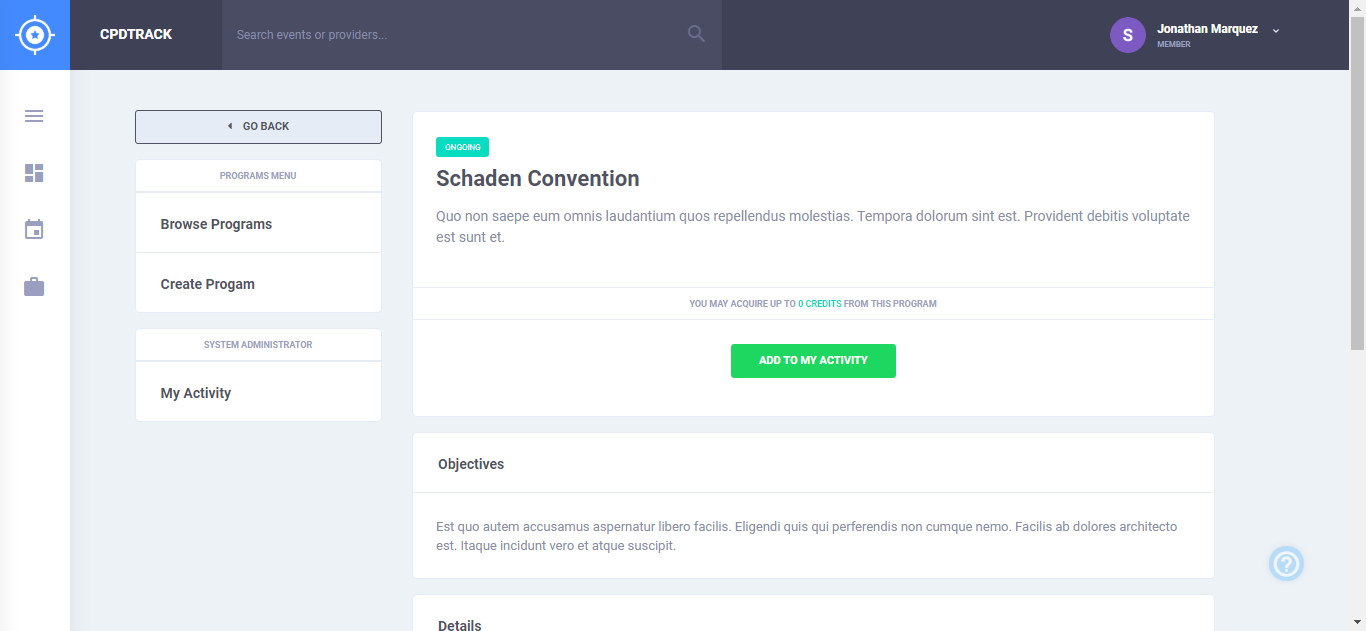 CPDTRACK
Search events or providers...
S
Jonathan Marquez
MEMBER
GO BACK
PROGRAMS MENU
Browse Programs
Create Progam
SYSTEM ADMINISTRATOR
My Activity
ONGOING
Schaden Convention
Quo non saepe eum omnis laudantium quos repellendus molestias. Tempora dolorum sint est. Provident debitis voluptate
est sunt et.
YOU MAY ACQUIRE UP TO 0 CREDITS FROM THIS PROGRAM
ADD TO MY ACTIVITY
Objectives
Est quo autem accusamus aspernatur libero facilis. Eligendi quis qui perferendis non cumque nemo. Facilis ab dolores architecto
est. Itaque incidunt vero et atque suscipit.
?
Details